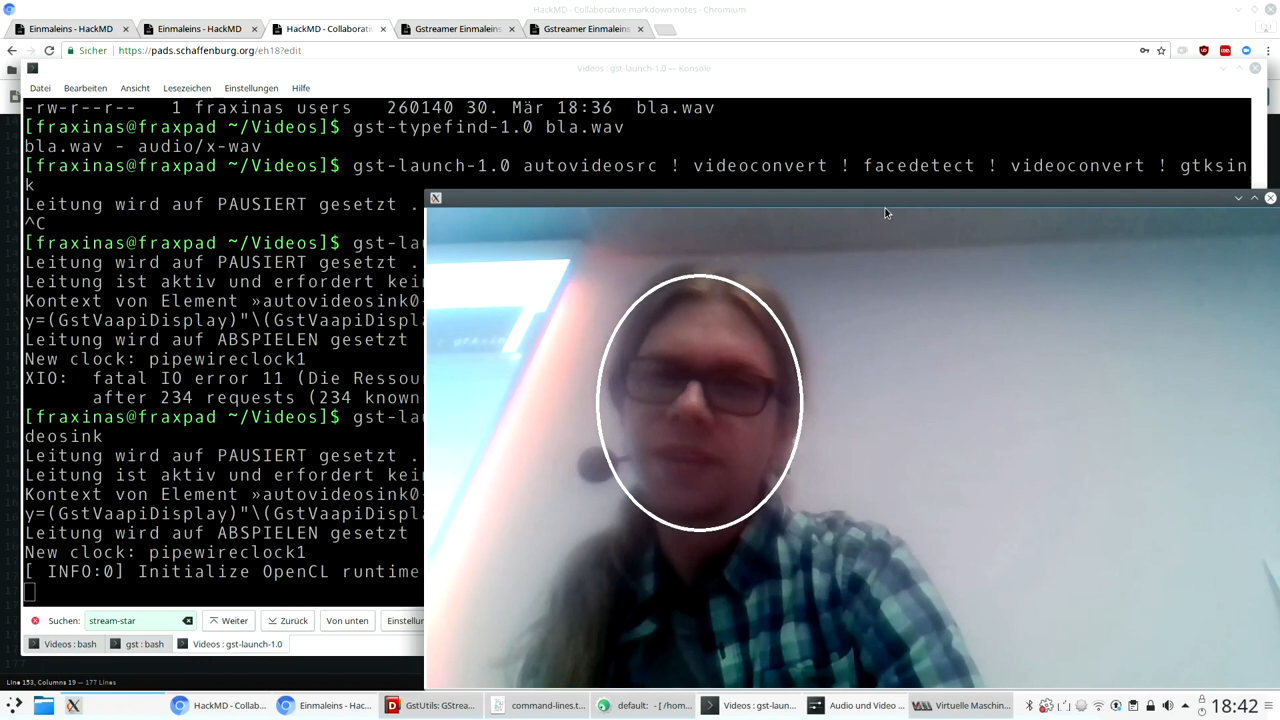 HackMD - Collaborative markdown notes - Chromium
Einmaleins - HackMD
Einmaleins - HackMD
HackMD - Collaborat
Gstreamer Einmaleins
Gstreamer Einmaleins
Sicher
https://pads.schaffenburg.org/eh18?edit
Videos : gst-launch-1.0 — Konsole
Datei Bearbeiten Ansicht Lesezeichen Einstellungen Hilfe
-rw-r--r-- 1 fraxinas users 260140 30. Mär 18:36 bla.wav
[fraxinas@fraxpad ~/Videos]$ gst-typefind-1.0 bla.wav
bla.wav - audio/x-wav
[fraxinas@fraxpad ~/Videos]$ gst-launch-1.0 autovideosrc ! videoconvert ! facedetect ! videoconvert ! gtksin
k
Leitung wird auf PAUSIERT gesetzt .
^C
[fraxinas@fraxpad ~/Videos]$ gst-lau
Leitung wird auf PAUSIERT gesetzt .
Leitung ist aktiv und erfordert kei
Kontext von Element »autovideosink0
y=(GstVaapiDisplay)"\(GstVaapiDispl
Leitung wird auf ABSPIELEN gesetzt
New clock: pipewireclock1
XIO: fatal IO error 11 (Die Ressou
after 234 requests (234 known
[fraxinas@fraxpad ~/Videos]$ gst-lau
deosink
Leitung wird auf PAUSIERT gesetzt .
Leitung ist aktiv und erfordert kei
Kontext von Element »autovideosink0
y=(GstVaapiDisplay)"\(GstVaapiDispl
Leitung wird auf ABSPIELEN gesetzt
New clock: pipewireclock1
[ INFO:0] Initialize OpenCL runtime
Suchen: stream-star Weiter Zurück Von unten Einstellu
Videos : bash gst : bash Videos : gst-launch-1.0
177
Line 153, Columns 19 — 177 Lines
HackMD - Collab... Einmaleins - Hac... GstUtils: GStrea... command-lines.t... default: - [ /hom... Videos : gst-laun... Audio und Video ... Virtuelle Maschin... 18:42